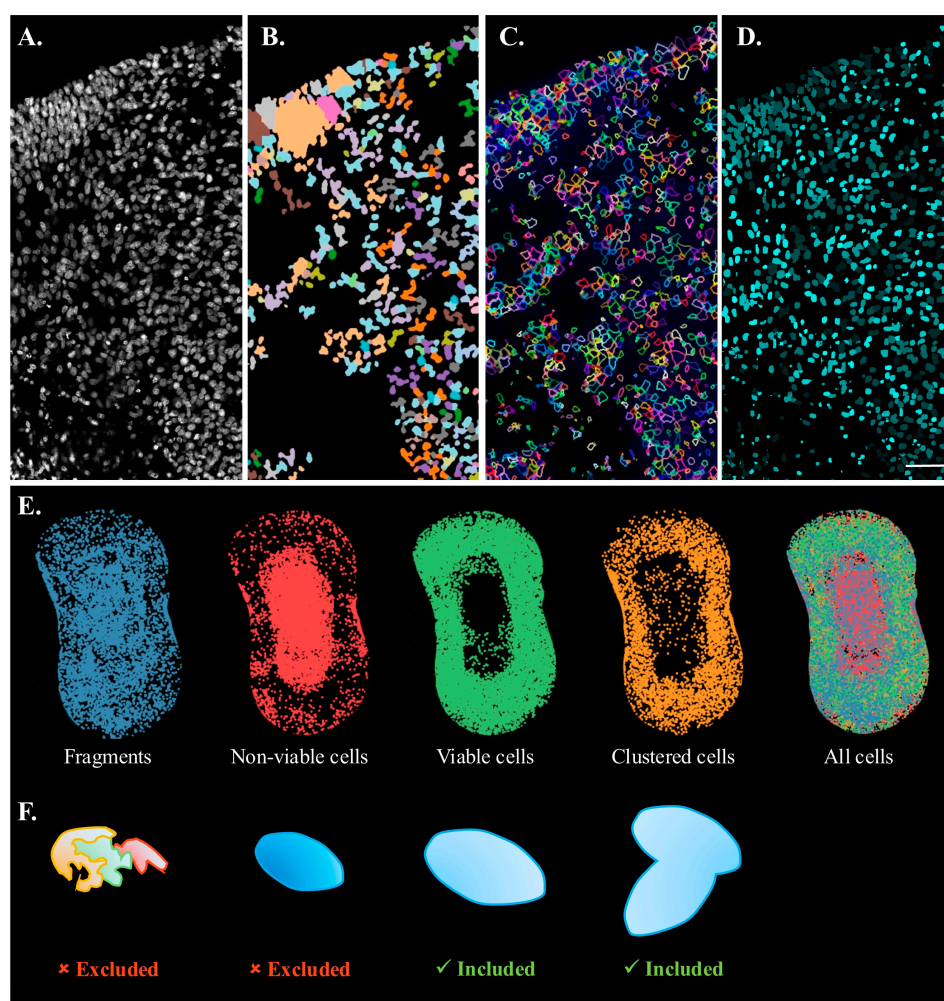 A. B. C. D.
E.
Fragments Non-viable cells Viable cells Clustered cells All cells
F.
✘ Excluded ✘ Excluded ✓ Included ✓ Included